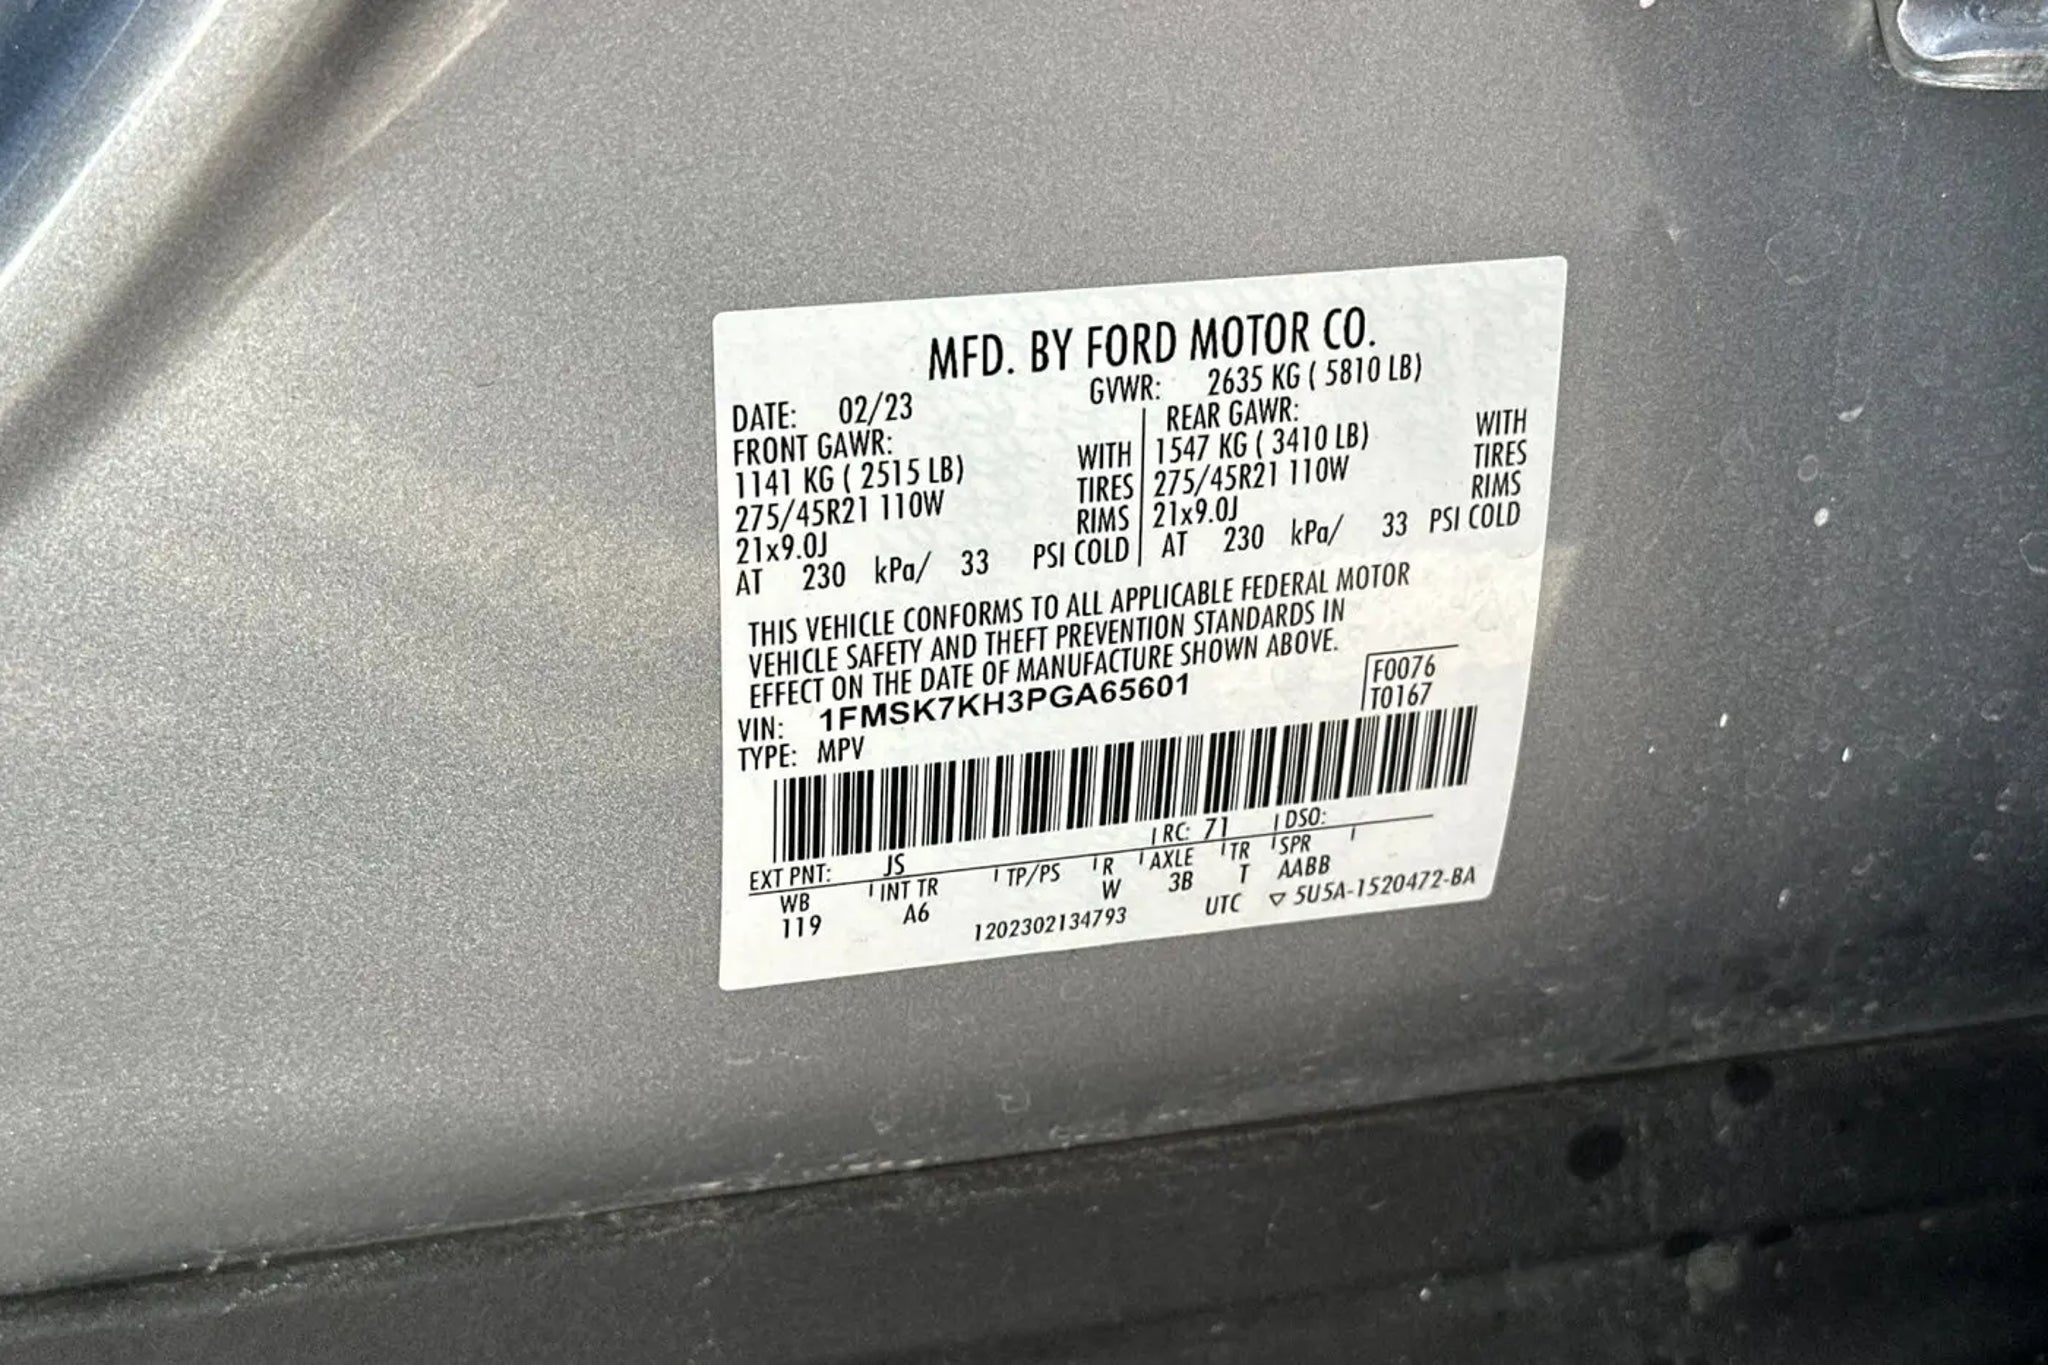 MFD. BY FORD MOTOR CO.
DATE: 02/23 GVWR: 2635 KG ( 5810 LB)
FRONT GAWR: REAR GAWR:
1141 KG ( 2515 LB) WITH 1547 KG ( 3410 LB) WITH
275/45R21 110W TIRES 275/45R21 110W TIRES
21x9.0J RIMS 21x9.0J RIMS
AT 230 kPa/ 33 PSI COLD AT 230 kPa/ 33 PSI COLD
THIS VEHICLE CONFORMS TO ALL APPLICABLE FEDERAL MOTOR
VEHICLE SAFETY AND THEFT PREVENTION STANDARDS IN
EFFECT ON THE DATE OF MANUFACTURE SHOWN ABOVE.
VIN: 1FMSK7KH3PGA65601 F0076
TYPE: MPV T0167
EXT PNT: JS RC: 71 DSO:
WB INT TR TP/PS R AXLE TR SPR
119 A6 W 3B T AABB
1202302134793 UTC ▽ 5U5A-1520472-BA